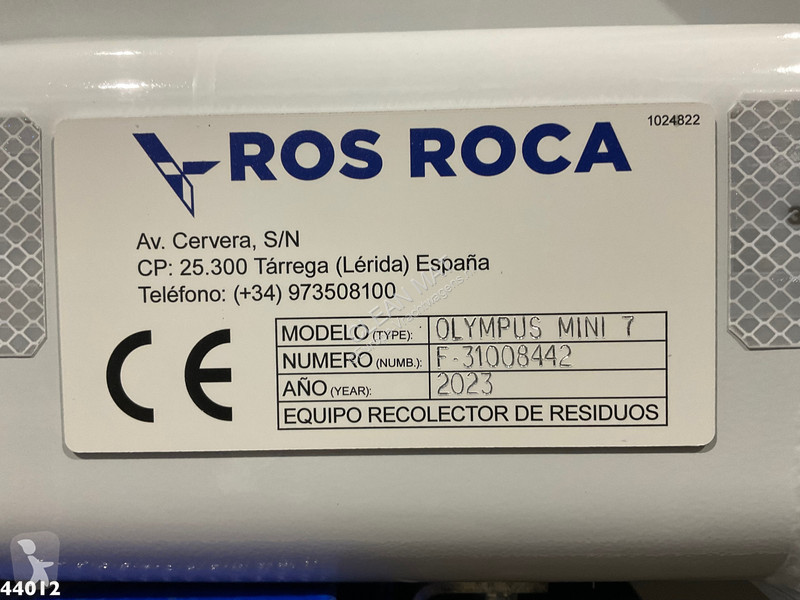 1024822
ROS ROCA
Av. Cervera, S/N
CP: 25.300 Tárrega (Lérida) España
Teléfono: (+34) 973508100
CE
MODELO (TYPE): OLYMPUS MINI 7
NUMERO (NUMB.): F-31008442
AÑO (YEAR): 2023
EQUIPO RECOLECTOR DE RESIDUOS
44012